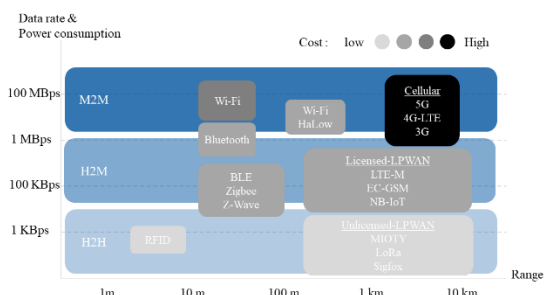 Data rate &
Power consumption
Cost : low High
100 MBps
M2M
Wi-Fi
Wi-Fi
HaLow
Cellular
5G
4G-LTE
3G
1 MBps
Bluetooth
H2M
100 KBps
BLE
Zigbee
Z-Wave
Licensed-LPWAN
LTE-M
EC-GSM
NB-IoT
1 KBps
H2H
RFID
Unlicensed-LPWAN
MIOTY
LoRa
Sigfox
Range
1m 10 m 100 m 1 km 10 km